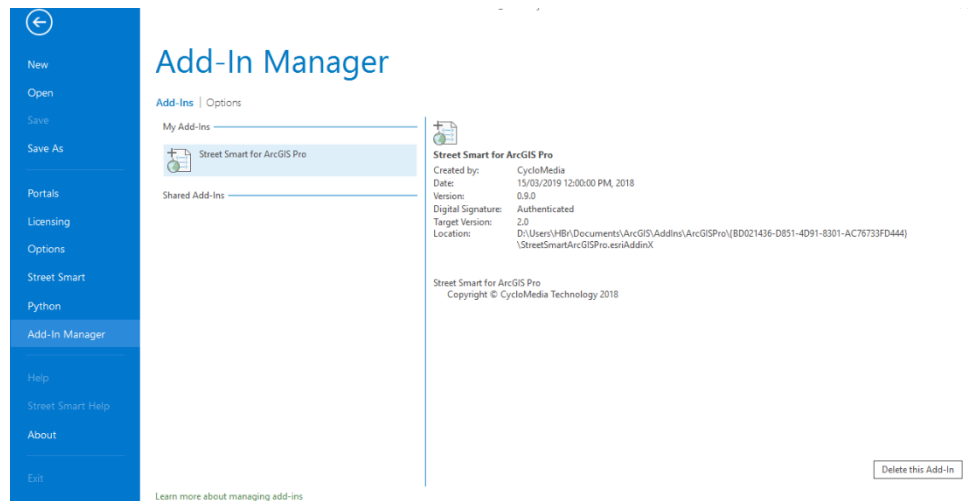 New
Open
Save
Save As
Portals
Licensing
Options
Street Smart
Python
Add-In Manager
Help
Street Smart Help
About
Exit
Add-In Manager
Add-Ins | Options
My Add-Ins
Street Smart for ArcGIS Pro
Shared Add-Ins
Learn more about managing add-ins
Street Smart for ArcGIS Pro
Created by: CycloMedia
Date: 15/03/2019 12:00:00 PM, 2018
Version: 0.9.0
Digital Signature: Authenticated
Target Version: 2.0
Location: D:\Users\HBr\Documents\ArcGIS\AddIns\ArcGISPro\{BD021436-D851-4D91-8301-AC76733FD444}
\StreetSmartArcGISPro.esriAddinX
Street Smart for ArcGIS Pro
Copyright © CycloMedia Technology 2018
Delete this Add-In